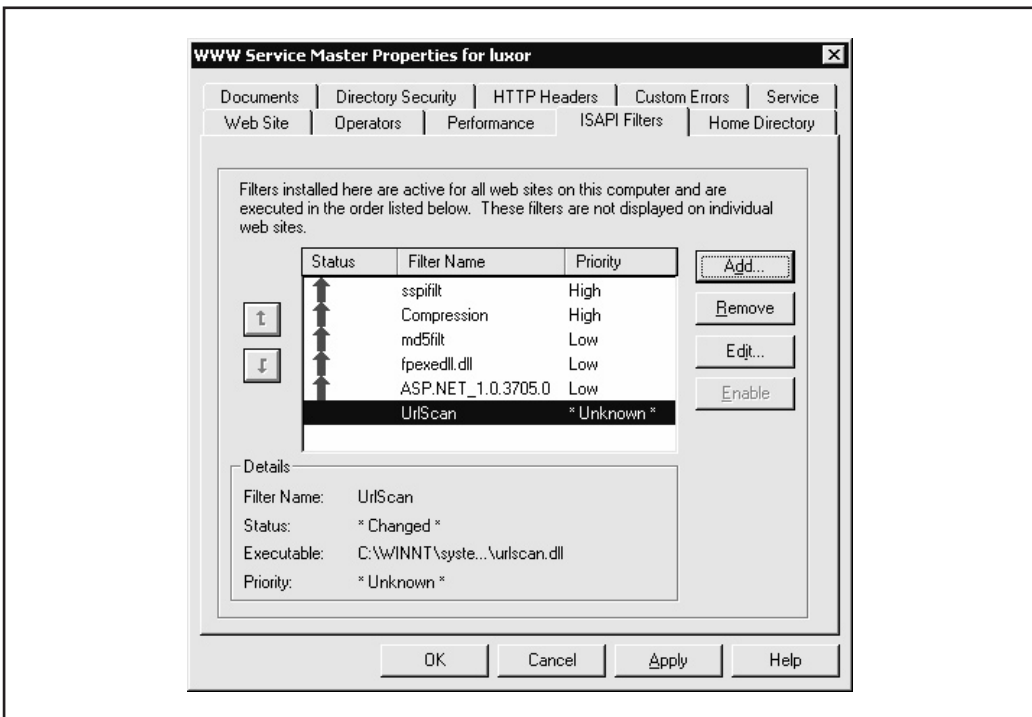 WWW Service Master Properties for luxor
Documents Directory Security HTTP Headers Custom Errors Service
Web Site Operators Performance ISAPI Filters Home Directory
Filters installed here are active for all web sites on this computer and are
executed in the order listed below. These filters are not displayed on individual
web sites.
Status Filter Name Priority
sspifilt High
Compression High
md5filt Low
fpexedll.dll Low
ASP.NET_1.0.3705.0 Low
UrlScan * Unknown *
Add...
Remove
Edit...
Enable
Details
Filter Name: UrlScan
Status: * Changed *
Executable: C:\WINNT\syste...\urlscan.dll
Priority: * Unknown *
OK Cancel Apply Help